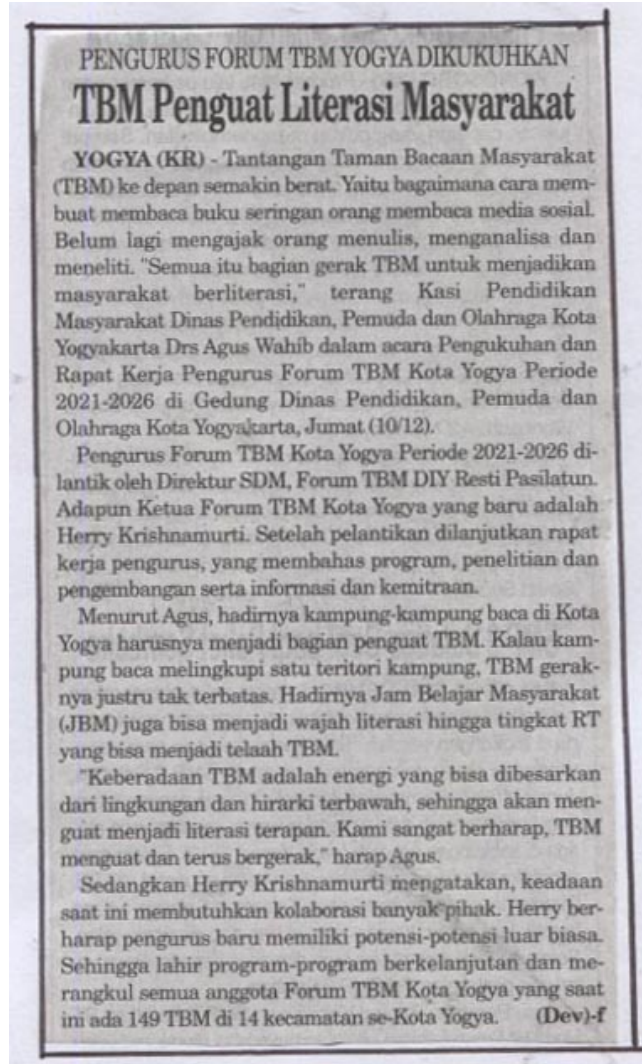 PENGURUS FORUM TBM YOGYA DIKUKUHKAN
TBM Penguat Literasi Masyarakat
YOGYA (KR) - Tantangan Taman Bacaan Masyarakat
(TBM) ke depan semakin berat. Yaitu bagaimana cara mem-
buat membaca buku seringan orang membaca media sosial.
Belum lagi mengajak orang menulis, menganalisa dan
meneliti. "Semua itu bagian gerak TBM untuk menjadikan
masyarakat berliterasi," terang Kasi Pendidikan
Masyarakat Dinas Pendidikan, Pemuda dan Olahraga Kota
Yogyakarta Drs Agus Wahib dalam acara Pengukuhan dan
Rapat Kerja Pengurus Forum TBM Kota Yogya Periode
2021-2026 di Gedung Dinas Pendidikan, Pemuda dan
Olahraga Kota Yogyakarta, Jumat (10/12).
Pengurus Forum TBM Kota Yogya Periode 2021-2026 di-
lantik oleh Direktur SDM, Forum TBM DIY Resti Pasilatun.
Adapun Ketua Forum TBM Kota Yogya yang baru adalah
Herry Krishnamurti. Setelah pelantikan dilanjutkan rapat
kerja pengurus, yang membahas program, penelitian dan
pengembangan serta informasi dan kemitraan.
Menurut Agus, hadirnya kampung-kampung baca di Kota
Yogya harusnya menjadi bagian penguat TBM. Kalau kam-
pung baca melingkupi satu teritori kampung, TBM gerak-
nya justru tak terbatas. Hadirnya Jam Belajar Masyarakat
(JBM) juga bisa menjadi wajah literasi hingga tingkat RT
yang bisa menjadi telaah TBM.
"Keberadaan TBM adalah energi yang bisa dibesarkan
dari lingkungan dan hirarki terbawah, sehingga akan men-
guat menjadi literasi terapan. Kami sangat berharap, TBM
menguat dan terus bergerak," harap Agus.
Sedangkan Herry Krishnamurti mengatakan, keadaan
saat ini membutuhkan kolaborasi banyak pihak. Herry ber-
harap pengurus baru memiliki potensi-potensi luar biasa.
Sehingga lahir program-program berkelanjutan dan me-
rangkul semua anggota Forum TBM Kota Yogya yang saat
ini ada 149 TBM di 14 kecamatan se-Kota Yogya. (Dev)-f